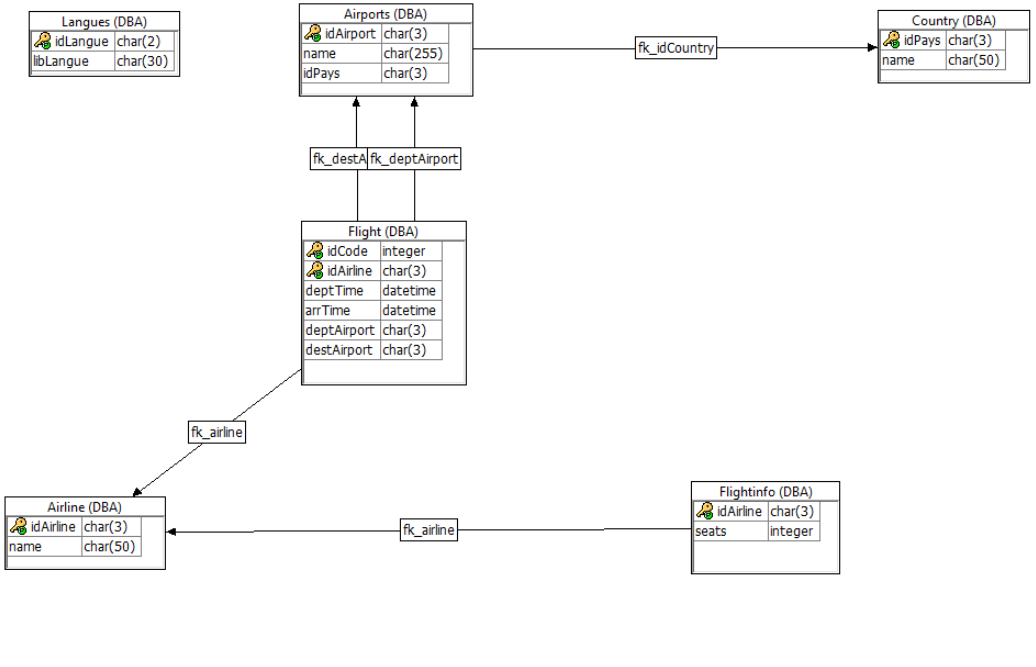 Langues (DBA)
idLangue char(2)
libLangue char(30)
Airports (DBA)
idAirport char(3)
name char(255)
idPays char(3)
fk_idCountry
Country (DBA)
idPays char(3)
name char(50)
fk_destA
fk_deptAirport
Flight (DBA)
idCode integer
idAirline char(3)
deptTime datetime
arrTime datetime
deptAirport char(3)
destAirport char(3)
fk_airline
Airline (DBA)
idAirline char(3)
name char(50)
fk_airline
Flightinfo (DBA)
idAirline char(3)
seats integer